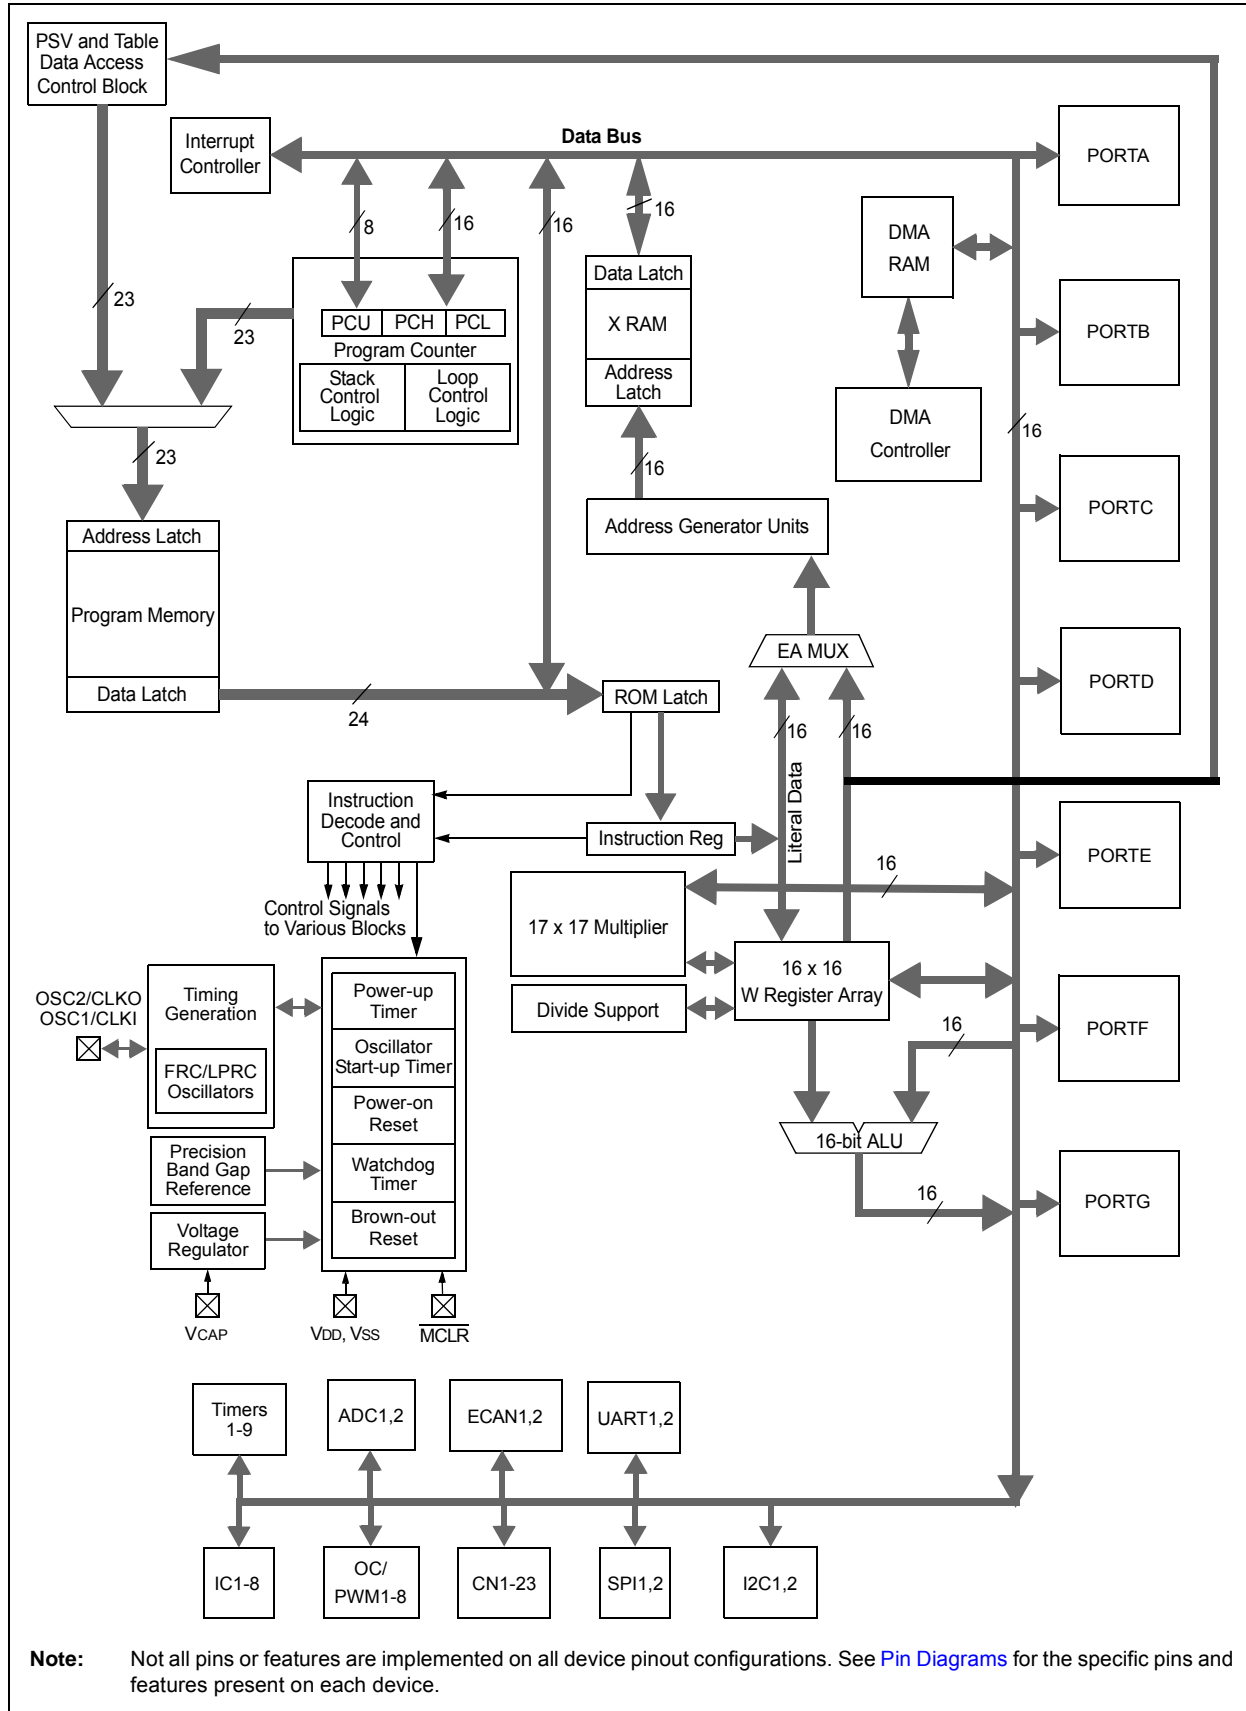 PSV and Table
Data Access
Control Block
Interrupt
Controller
Data Bus
PORTA
8
16
16
16
DMA
RAM
Data Latch
X RAM
Address
Latch
23
23
PCU
PCH
PCL
Program Counter
Stack
Control
Logic
Loop
Control
Logic
PORTB
DMA
Controller
16
23
16
PORTC
Address Latch
Program Memory
Data Latch
Address Generator Units
EA MUX
PORTD
24
ROM Latch
16
16
Literal Data
Instruction
Decode and
Control
Instruction Reg
PORTE
16
Control Signals
to Various Blocks
17 x 17 Multiplier
16 x 16
W Register Array
Divide Support
OSC2/CLKO
OSC1/CLKI
Timing
Generation
FRC/LPRC
Oscillators
Power-up
Timer
Oscillator
Start-up Timer
Power-on
Reset
Watchdog
Timer
Brown-out
Reset
PORTF
16
16-bit ALU
Precision
Band Gap
Reference
Voltage
Regulator
16
PORTG
VCAP
VDD, VSS
MCLR
Timers
1-9
ADC1,2
ECAN1,2
UART1,2
IC1-8
OC/
PWM1-8
CN1-23
SPI1,2
I2C1,2
Note: Not all pins or features are implemented on all device pinout configurations. See Pin Diagrams for the specific pins and
features present on each device.